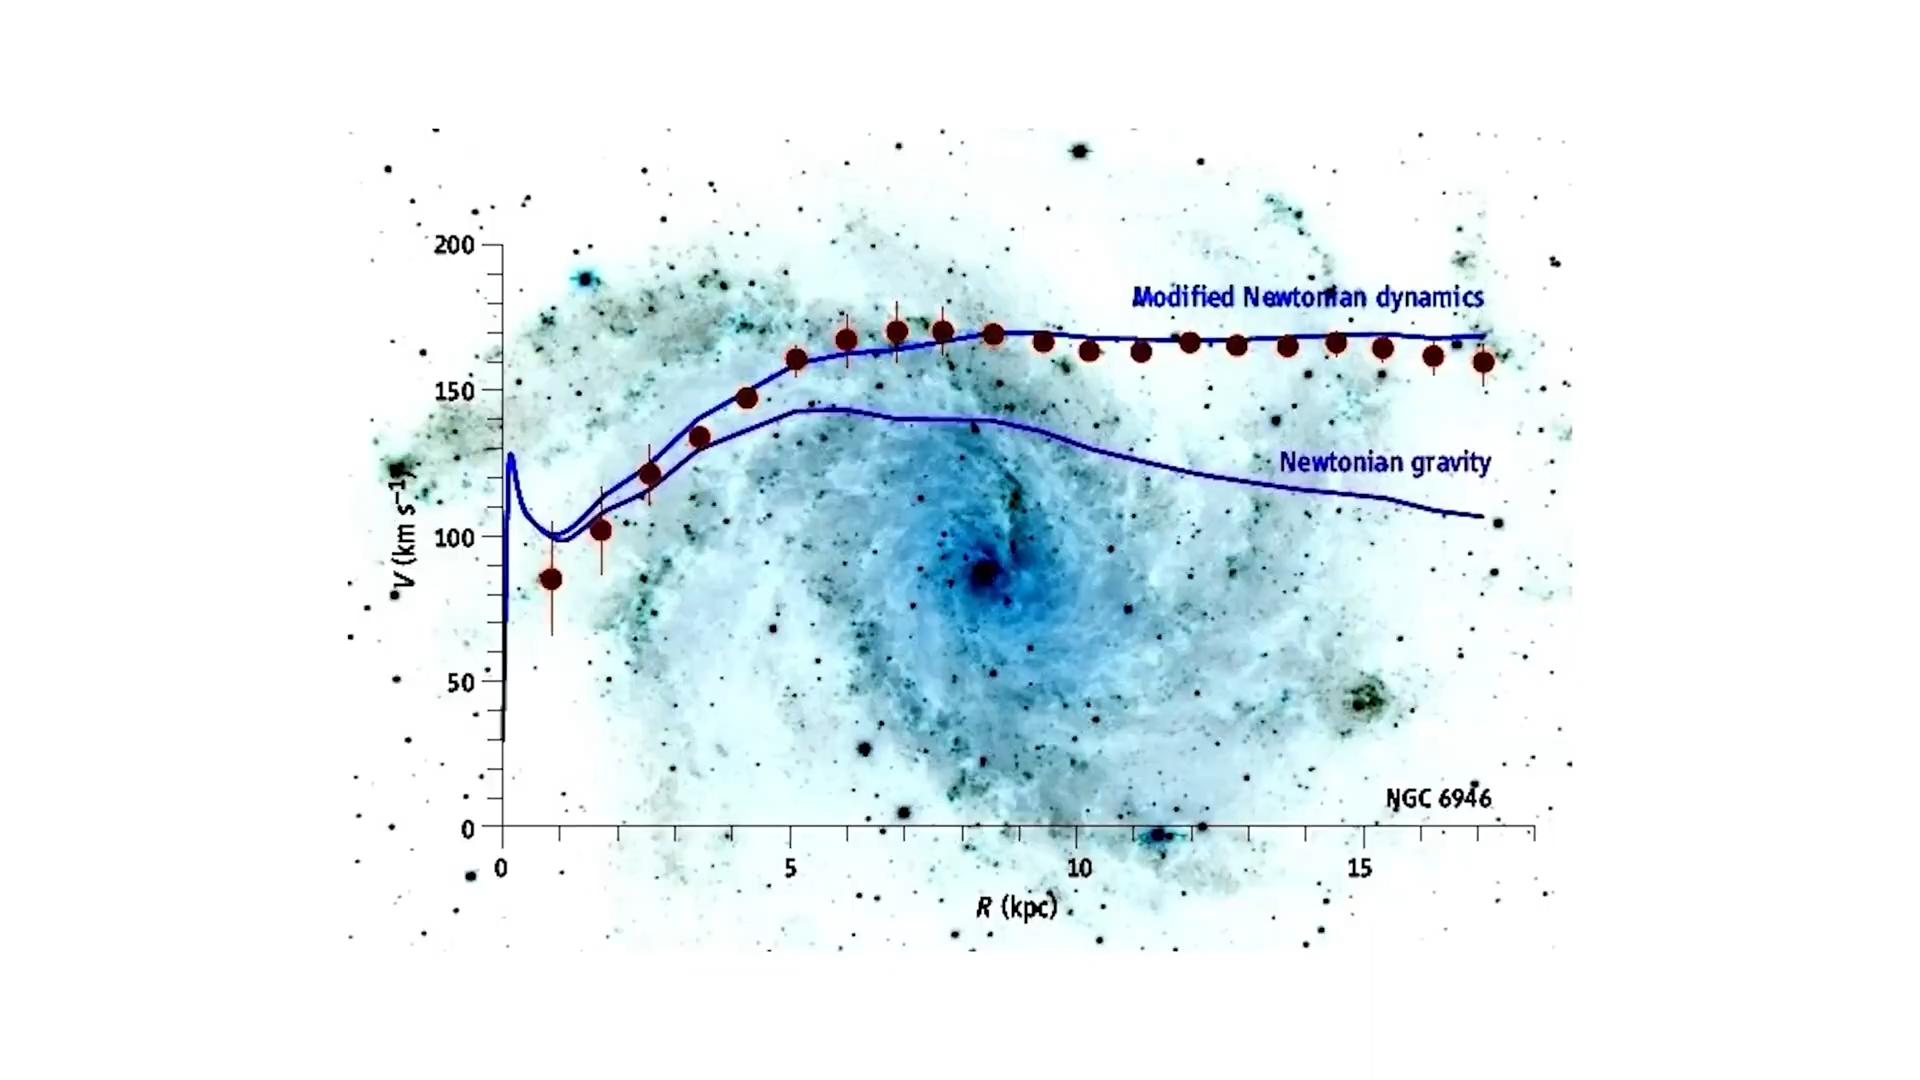 200
Modified Newtonian dynamics
150
Newtonian gravity
V (km s⁻¹)
100
50
NGC 6946
0
0 5 10 15
R (kpc)